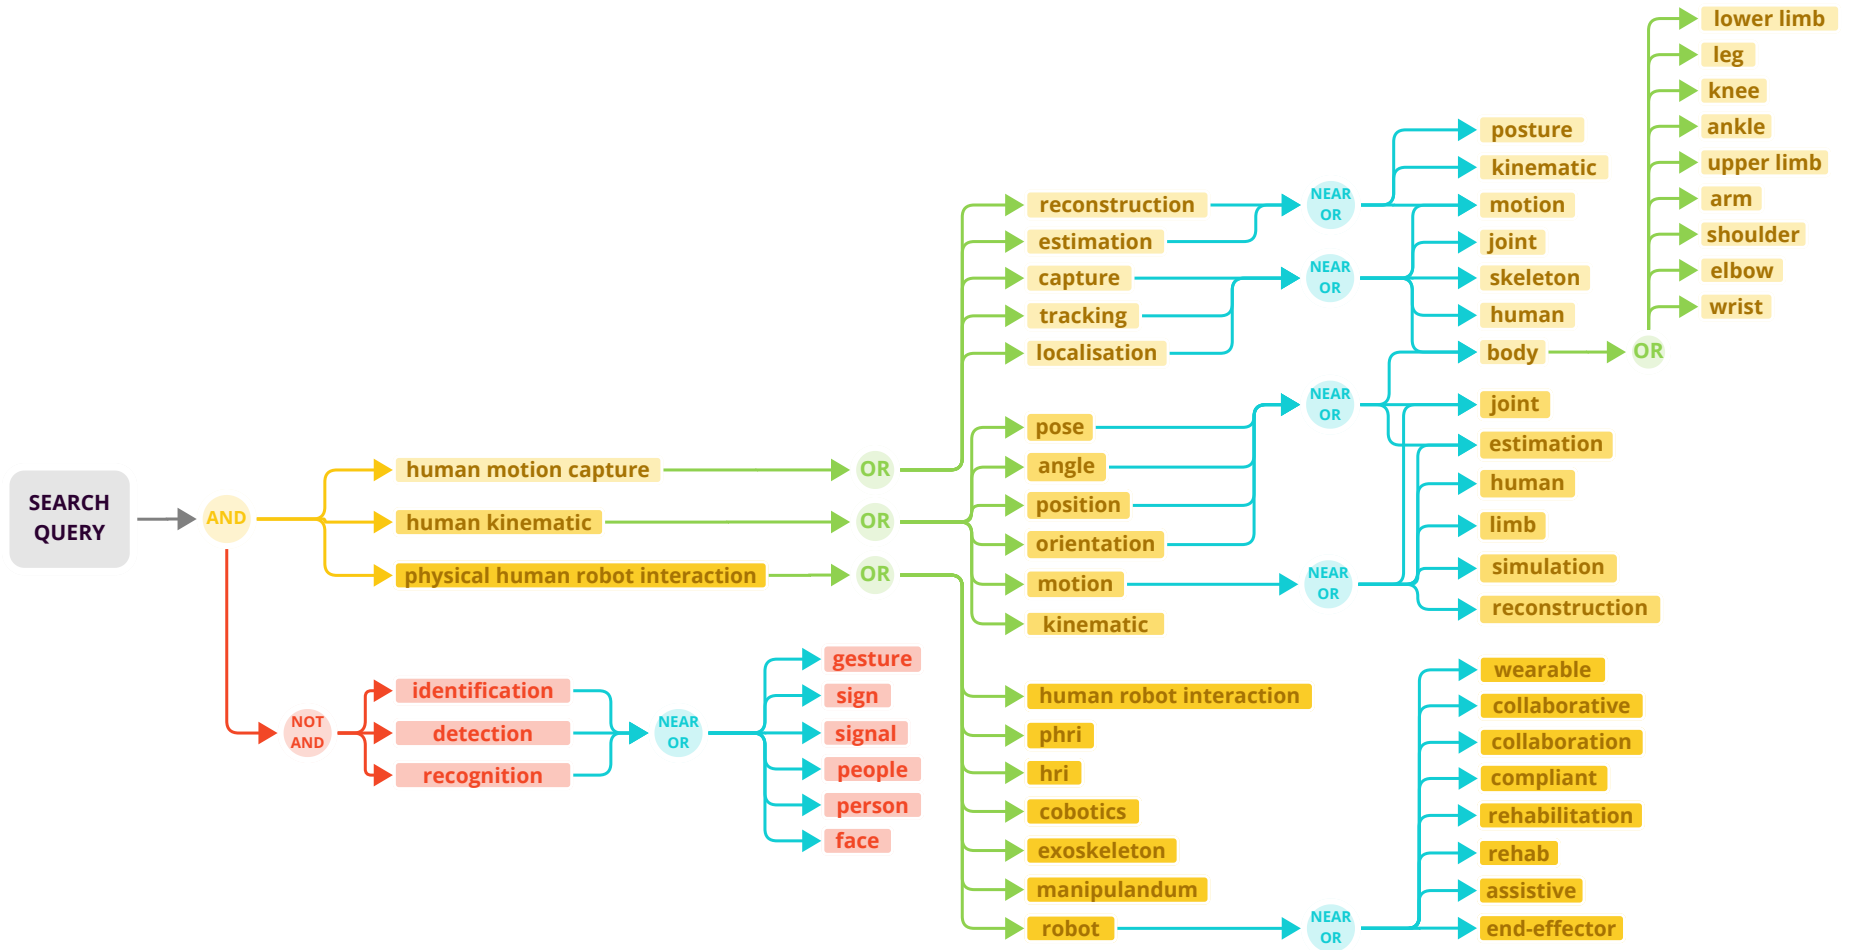 SEARCH
QUERY
AND
human motion capture
human kinematic
physical human robot interaction
OR
OR
OR
NOT
AND
identification
detection
recognition
NEAR
OR
gesture
sign
signal
people
person
face
reconstruction
estimation
capture
tracking
localisation
NEAR
OR
NEAR
OR
posture
kinematic
motion
joint
skeleton
human
body
OR
lower limb
leg
knee
ankle
upper limb
arm
shoulder
elbow
wrist
pose
angle
position
orientation
motion
kinematic
NEAR
OR
NEAR
OR
joint
estimation
human
limb
simulation
reconstruction
human robot interaction
phri
hri
cobotics
exoskeleton
manipulandum
robot
NEAR
OR
wearable
collaborative
collaboration
compliant
rehabilitation
rehab
assistive
end-effector